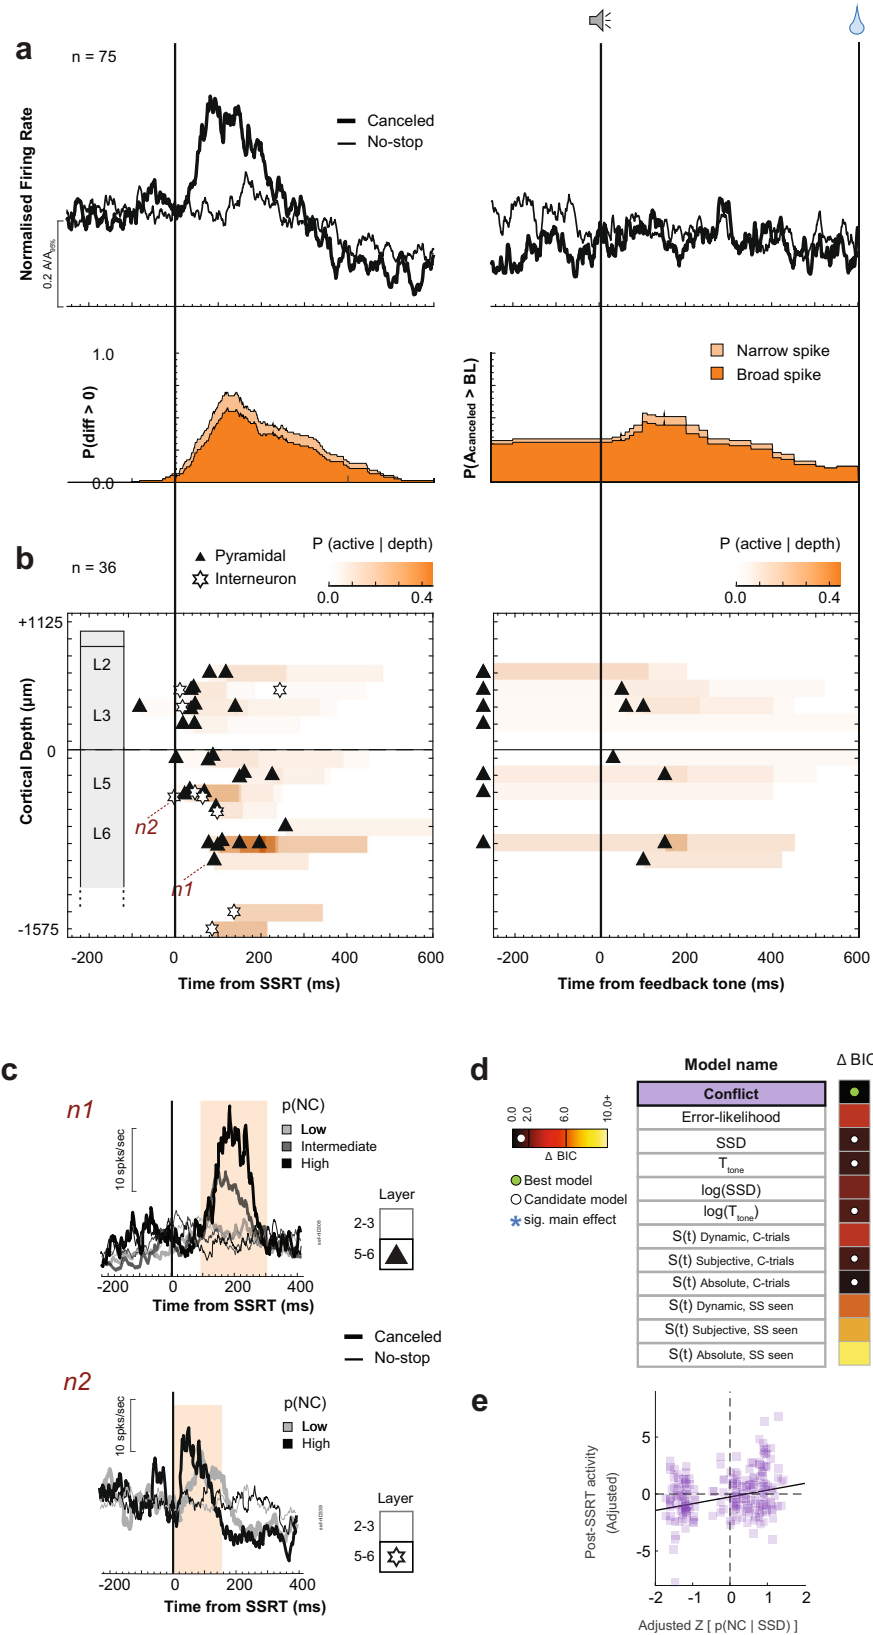 a
n = 75
Normalised Firing Rate
0.2 A/A99%
Canceled
No-stop
1.0
P(diff > 0)
0.0
P(Acanceled > BL)
Narrow spike
Broad spike
b
n = 36
Pyramidal
Interneuron
P (active | depth)
0.0 0.4
P (active | depth)
0.0 0.4
Cortical Depth (µm)
+1125
L2
L3
0
L5
L6
n2
n1
-1575
-200 0 200 400 600
Time from SSRT (ms)
-200 0 200 400 600
Time from feedback tone (ms)
c
n1
10 spks/sec
p(NC)
Low
Intermediate
High
Layer
2-3
5-6
-200 0 200 400
Time from SSRT (ms)
Canceled
No-stop
n2
10 spks/sec
p(NC)
Low
High
Layer
2-3
5-6
-200 0 200 400
Time from SSRT (ms)
d
0.0 2.0 6.0 10.0+
Δ BIC
Best model
Candidate model
* sig. main effect
Model name
Δ BIC
Conflict
Error-likelihood
SSD
Ttone
log(SSD)
log(Ttone)
S(t) Dynamic, C-trials
S(t) Subjective, C-trials
S(t) Absolute, C-trials
S(t) Dynamic, SS seen
S(t) Subjective, SS seen
S(t) Absolute, SS seen
e
Post-SSRT activity
(Adjusted)
5
0
-5
-2 -1 0 1 2
Adjusted Z [ p(NC | SSD) ]